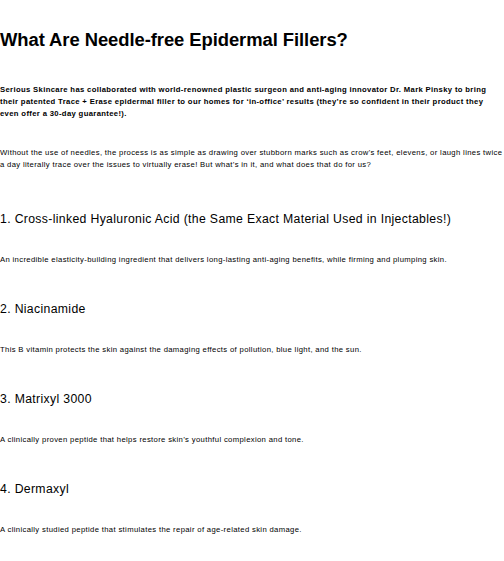 What Are Needle-free Epidermal Fillers?
Serious Skincare has collaborated with world-renowned plastic surgeon and anti-aging innovator Dr. Mark Pinsky to bring
their patented Trace + Erase epidermal filler to our homes for 'in-office' results (they're so confident in their product they
even offer a 30-day guarantee!).
Without the use of needles, the process is as simple as drawing over stubborn marks such as crow's feet, elevens, or laugh lines twice
a day literally trace over the issues to virtually erase! But what's in it, and what does that do for us?
1. Cross-linked Hyaluronic Acid (the Same Exact Material Used in Injectables!)
An incredible elasticity-building ingredient that delivers long-lasting anti-aging benefits, while firming and plumping skin.
2. Niacinamide
This B vitamin protects the skin against the damaging effects of pollution, blue light, and the sun.
3. Matrixyl 3000
A clinically proven peptide that helps restore skin's youthful complexion and tone.
4. Dermaxyl
A clinically studied peptide that stimulates the repair of age-related skin damage.